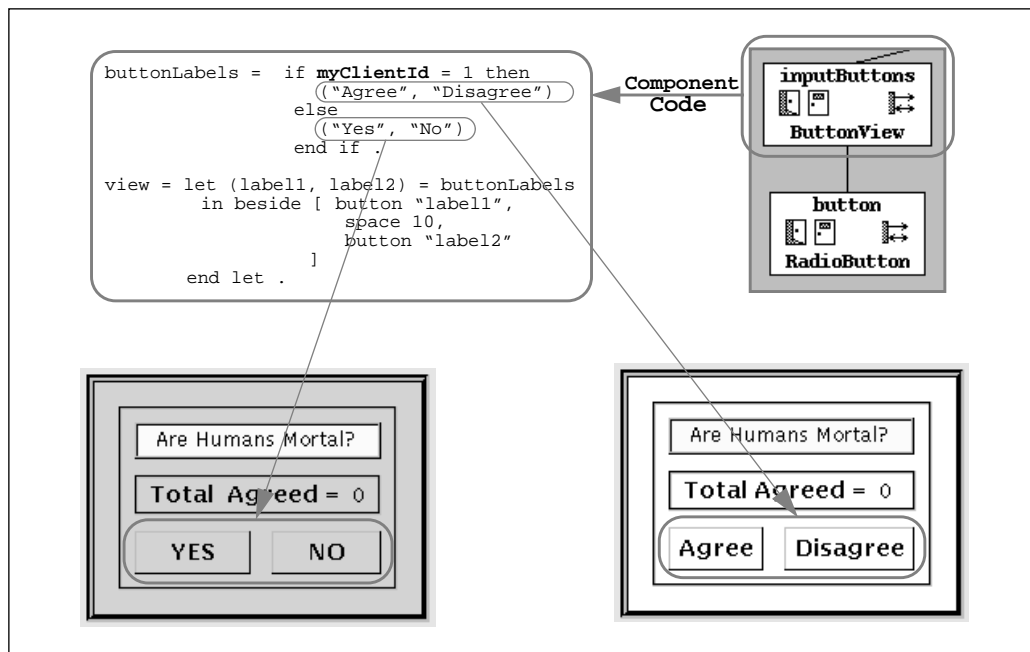 buttonLabels = if myClientId = 1 then
(“Agree”, “Disagree”)
else
(“Yes”, “No”)
end if .
view = let (label1, label2) = buttonLabels
in beside [ button “label1”,
space 10,
button “label2”
]
end let .
Component
Code
inputButtons
ButtonView
button
RadioButton
Are Humans Mortal?
Total Agreed = 0
YES NO
Are Humans Mortal?
Total Agreed = 0
Agree Disagree